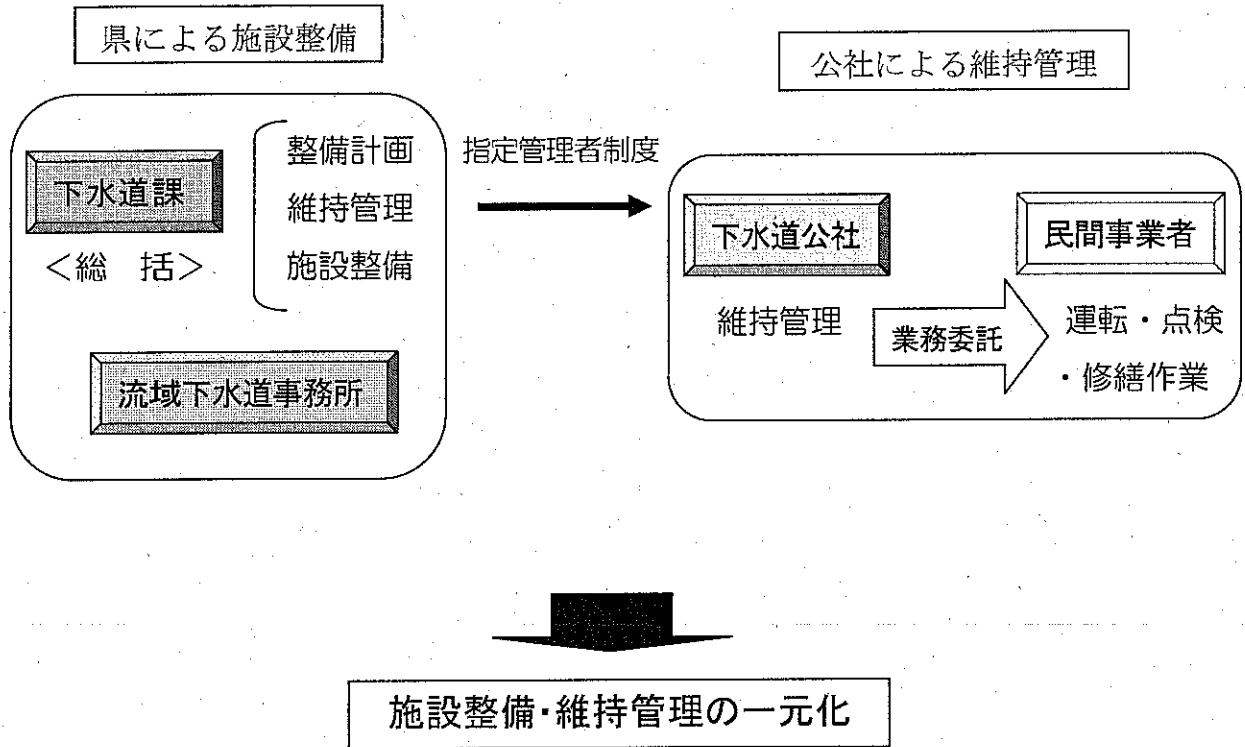 県による施設整備
下水道課
<総　括>
整備計画
維持管理
施設整備
流域下水道事務所
指定管理者制度
公社による維持管理
下水道公社
維持管理
業務委託
民間事業者
運転・点検
・修繕作業
施設整備・維持管理の一元化